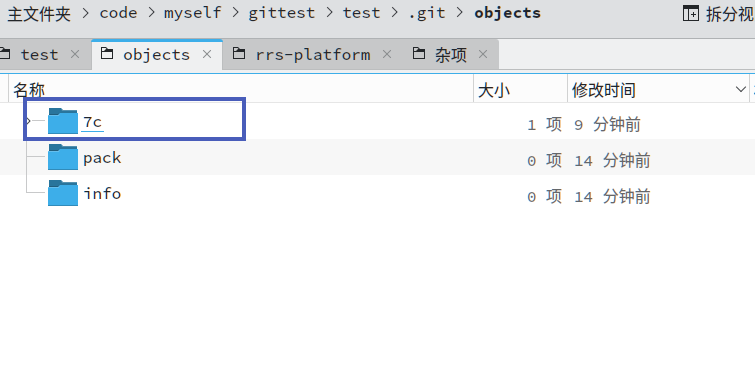 主文件夹 > code > myself > gittest > test > .git > objects 拆分视
test × objects × rrs-platform × 杂项 ×
名称 大小 修改时间
7c 1 项 9 分钟前
pack 0 项 14 分钟前
info 0 项 14 分钟前